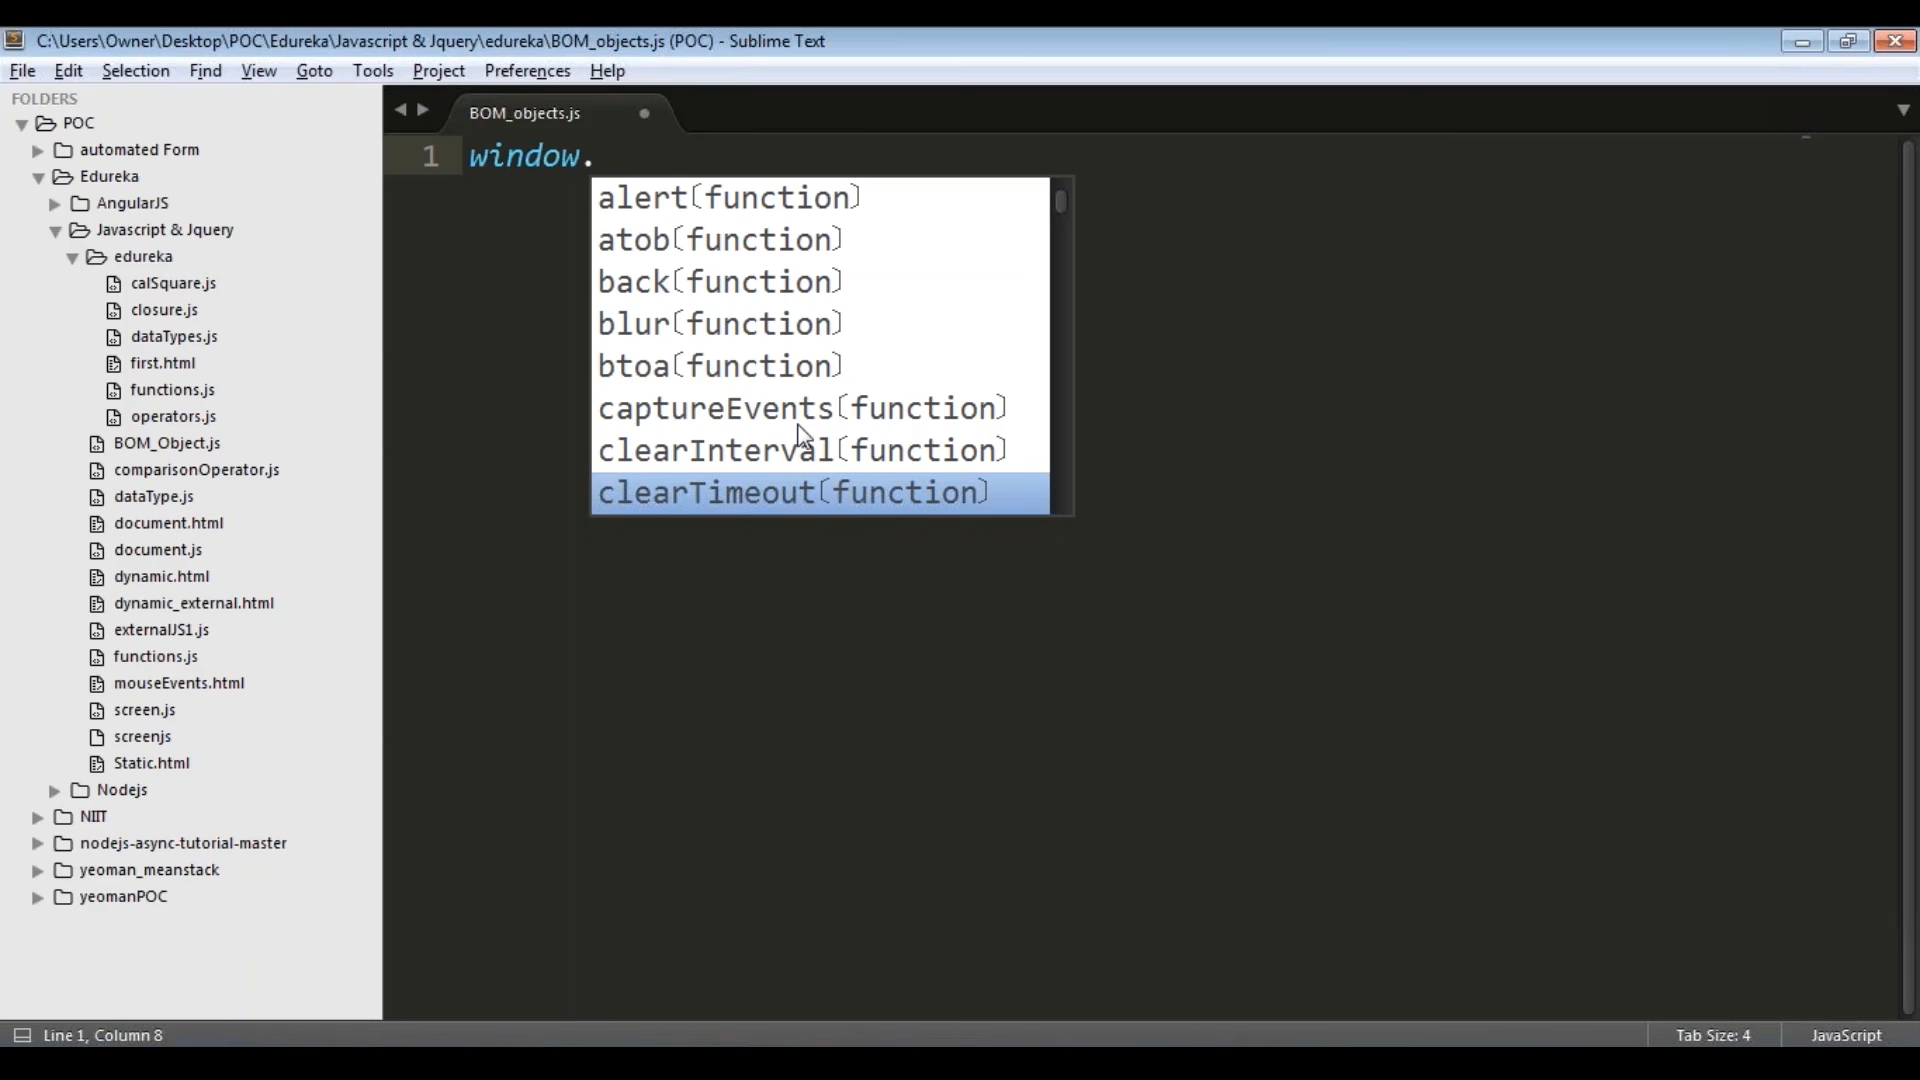 C:\Users\Owner\Desktop\POC\Edureka\Javascript & Jquery\edureka\BOM_objects.js (POC) - Sublime Text
File Edit Selection Find View Goto Tools Project Preferences Help
FOLDERS
POC
automated Form
Edureka
AngularJS
Javascript & Jquery
edureka
calSquare.js
closure.js
dataTypes.js
first.html
functions.js
operators.js
BOM_Object.js
comparisonOperator.js
dataType.js
document.html
document.js
dynamic.html
dynamic_external.html
externalJS1.js
functions.js
mouseEvents.html
screen.js
screenjs
Static.html
Nodejs
NIIT
nodejs-async-tutorial-master
yeoman_meanstack
yeomanPOC
BOM_objects.js
1 window.
alert(function)
atob(function)
back(function)
blur(function)
btoa(function)
captureEvents(function)
clearInterval(function)
clearTimeout(function)
Line 1, Column 8
Tab Size: 4
JavaScript